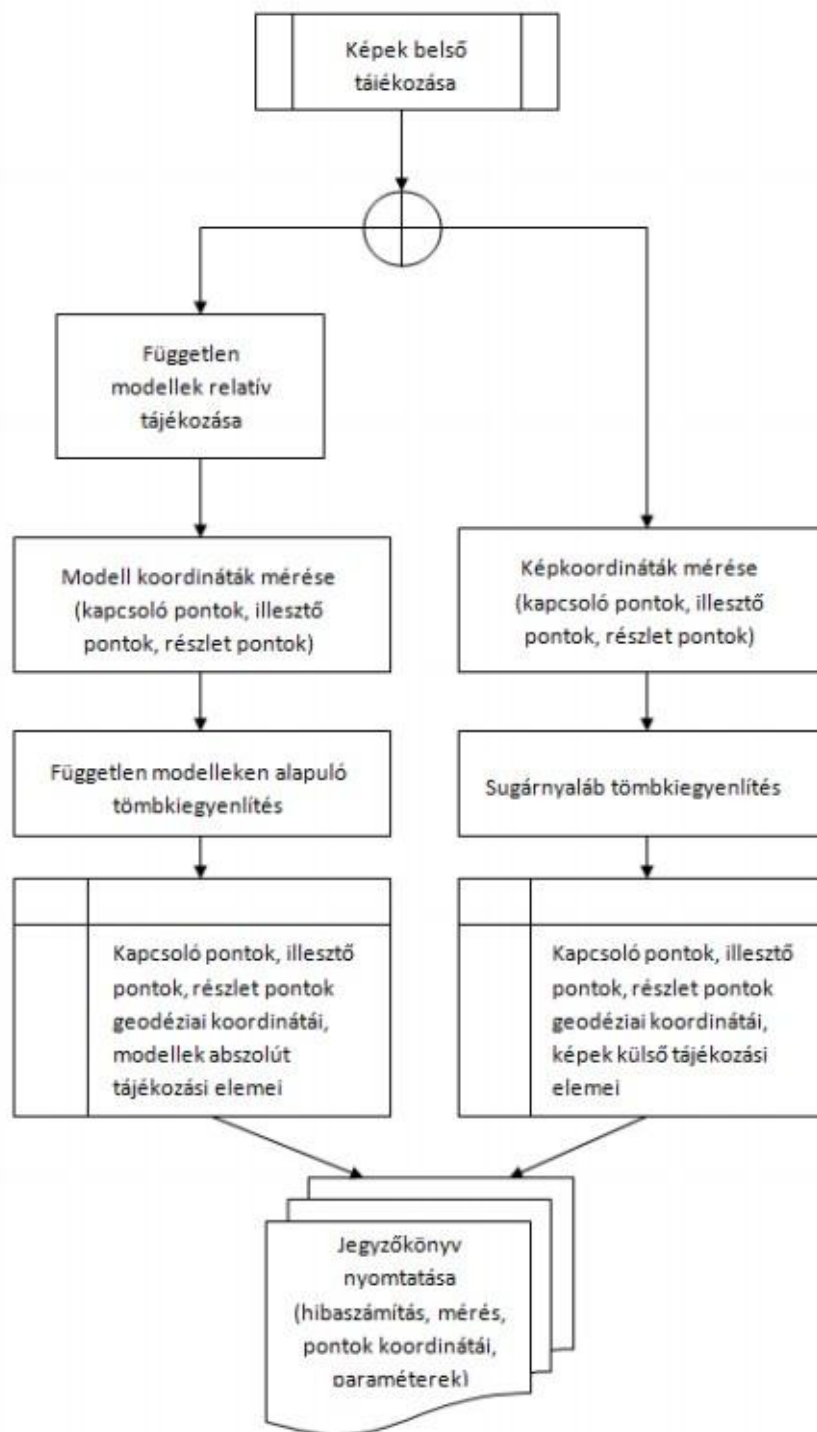 Képek belső
tájékozása
Független
modellek relatív
tájékozása
Modell koordináták mérése
(kapcsoló pontok, illesztő
pontok, részlet pontok)
Képkoordináták mérése
(kapcsoló pontok, illesztő
pontok, részlet pontok)
Független modelleken alapuló
tömbkiegyenlítés
Sugárnyaláb tömbkiegyenlítés
Kapcsoló pontok, illesztő
pontok, részlet pontok
geodéziai koordinátái,
modellek abszolút
tájékozási elemei
Kapcsoló pontok, illesztő
pontok, részlet pontok
geodéziai koordinátái,
képek külső tájékozási
elemei
Jegyzőkönyv
nyomtatása
(hibaszámítás, mérés,
pontok koordinátái,
paraméterek)